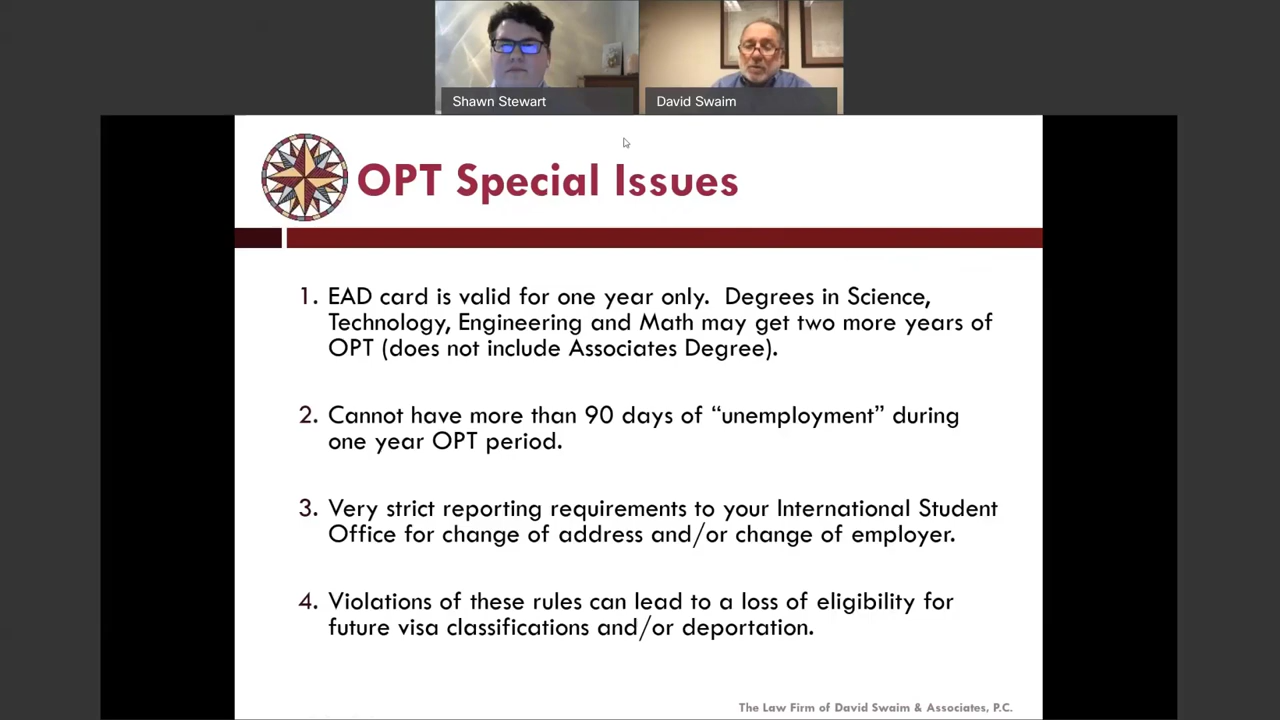 Shawn Stewart
David Swaim
OPT Special Issues
1. EAD card is valid for one year only. Degrees in Science,
Technology, Engineering and Math may get two more years of
OPT (does not include Associates Degree).
2. Cannot have more than 90 days of “unemployment” during
one year OPT period.
3. Very strict reporting requirements to your International Student
Office for change of address and/or change of employer.
4. Violations of these rules can lead to a loss of eligibility for
future visa classifications and/or deportation.
The Law Firm of David Swaim & Associates, P.C.